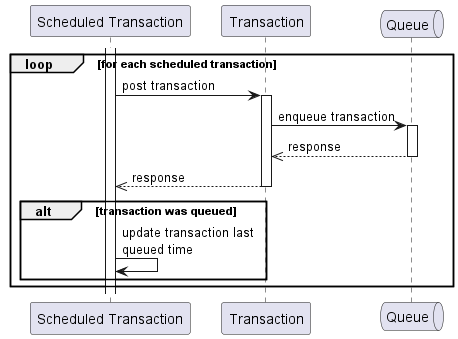 Scheduled Transaction
Transaction
Queue
loop
[for each scheduled transaction]
post transaction
enqueue transaction
response
response
alt
[transaction was queued]
update transaction last
queued time
Scheduled Transaction
Transaction
Queue